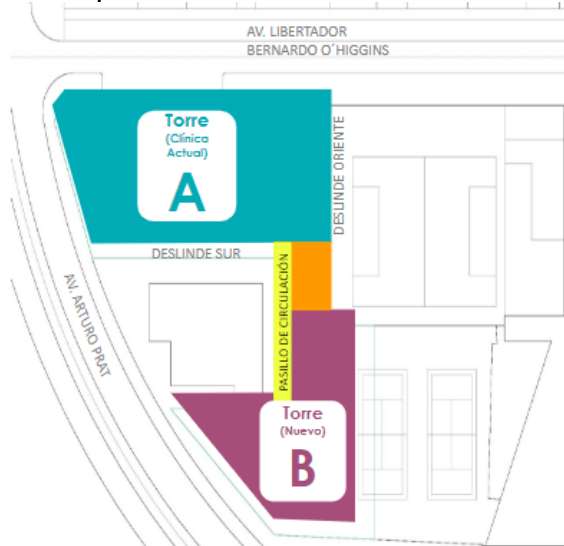 AV. LIBERTADOR
BERNARDO O´HIGGINS
Torre
(Clínica
Actual)
A
DESLINDE ORIENTE
DESLINDE SUR
PASILLO DE CIRCULACIÓN
AV. ARTURO PRAT
Torre
(Nuevo)
B